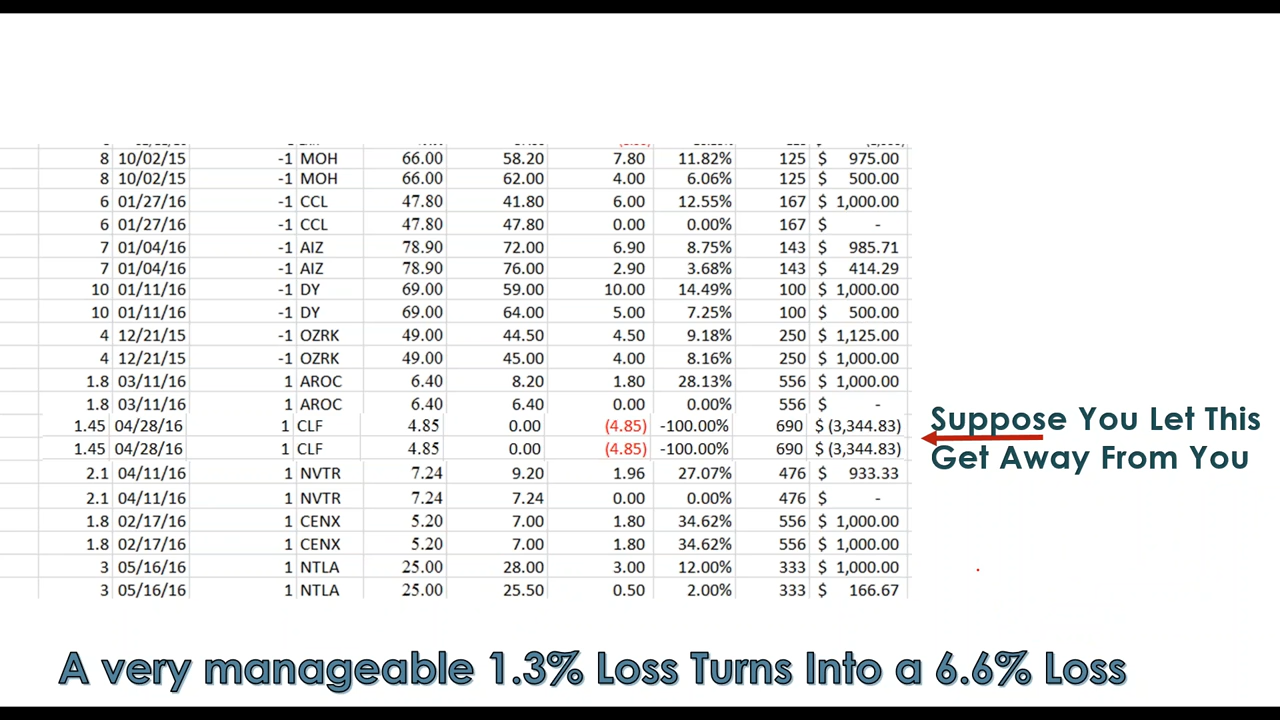 8 10/02/15 -1 MOH 66.00 58.20 7.80 11.82% 125 $ 975.00
8 10/02/15 -1 MOH 66.00 62.00 4.00 6.06% 125 $ 500.00
6 01/27/16 -1 CCL 47.80 41.80 6.00 12.55% 167 $ 1,000.00
6 01/27/16 -1 CCL 47.80 47.80 0.00 0.00% 167 $ -
7 01/04/16 -1 AIZ 78.90 72.00 6.90 8.75% 143 $ 985.71
7 01/04/16 -1 AIZ 78.90 76.00 2.90 3.68% 143 $ 414.29
10 01/11/16 -1 DY 69.00 59.00 10.00 14.49% 100 $ 1,000.00
10 01/11/16 -1 DY 69.00 64.00 5.00 7.25% 100 $ 500.00
4 12/21/15 -1 OZRK 49.00 44.50 4.50 9.18% 250 $ 1,125.00
4 12/21/15 -1 OZRK 49.00 45.00 4.00 8.16% 250 $ 1,000.00
1.8 03/11/16 1 AROC 6.40 8.20 1.80 28.13% 556 $ 1,000.00
1.8 03/11/16 1 AROC 6.40 6.40 0.00 0.00% 556 $ -
1.45 04/28/16 1 CLF 4.85 0.00 (4.85) -100.00% 690 $ (3,344.83)
1.45 04/28/16 1 CLF 4.85 0.00 (4.85) -100.00% 690 $ (3,344.83)
2.1 04/11/16 1 NVTR 7.24 9.20 1.96 27.07% 476 $ 933.33
2.1 04/11/16 1 NVTR 7.24 7.24 0.00 0.00% 476 $ -
1.8 02/17/16 1 CENX 5.20 7.00 1.80 34.62% 556 $ 1,000.00
1.8 02/17/16 1 CENX 5.20 7.00 1.80 34.62% 556 $ 1,000.00
3 05/16/16 1 NTLA 25.00 28.00 3.00 12.00% 333 $ 1,000.00
3 05/16/16 1 NTLA 25.00 25.50 0.50 2.00% 333 $ 166.67
Suppose You Let This
Get Away From You
A very manageable 1.3% Loss Turns Into a 6.6% Loss